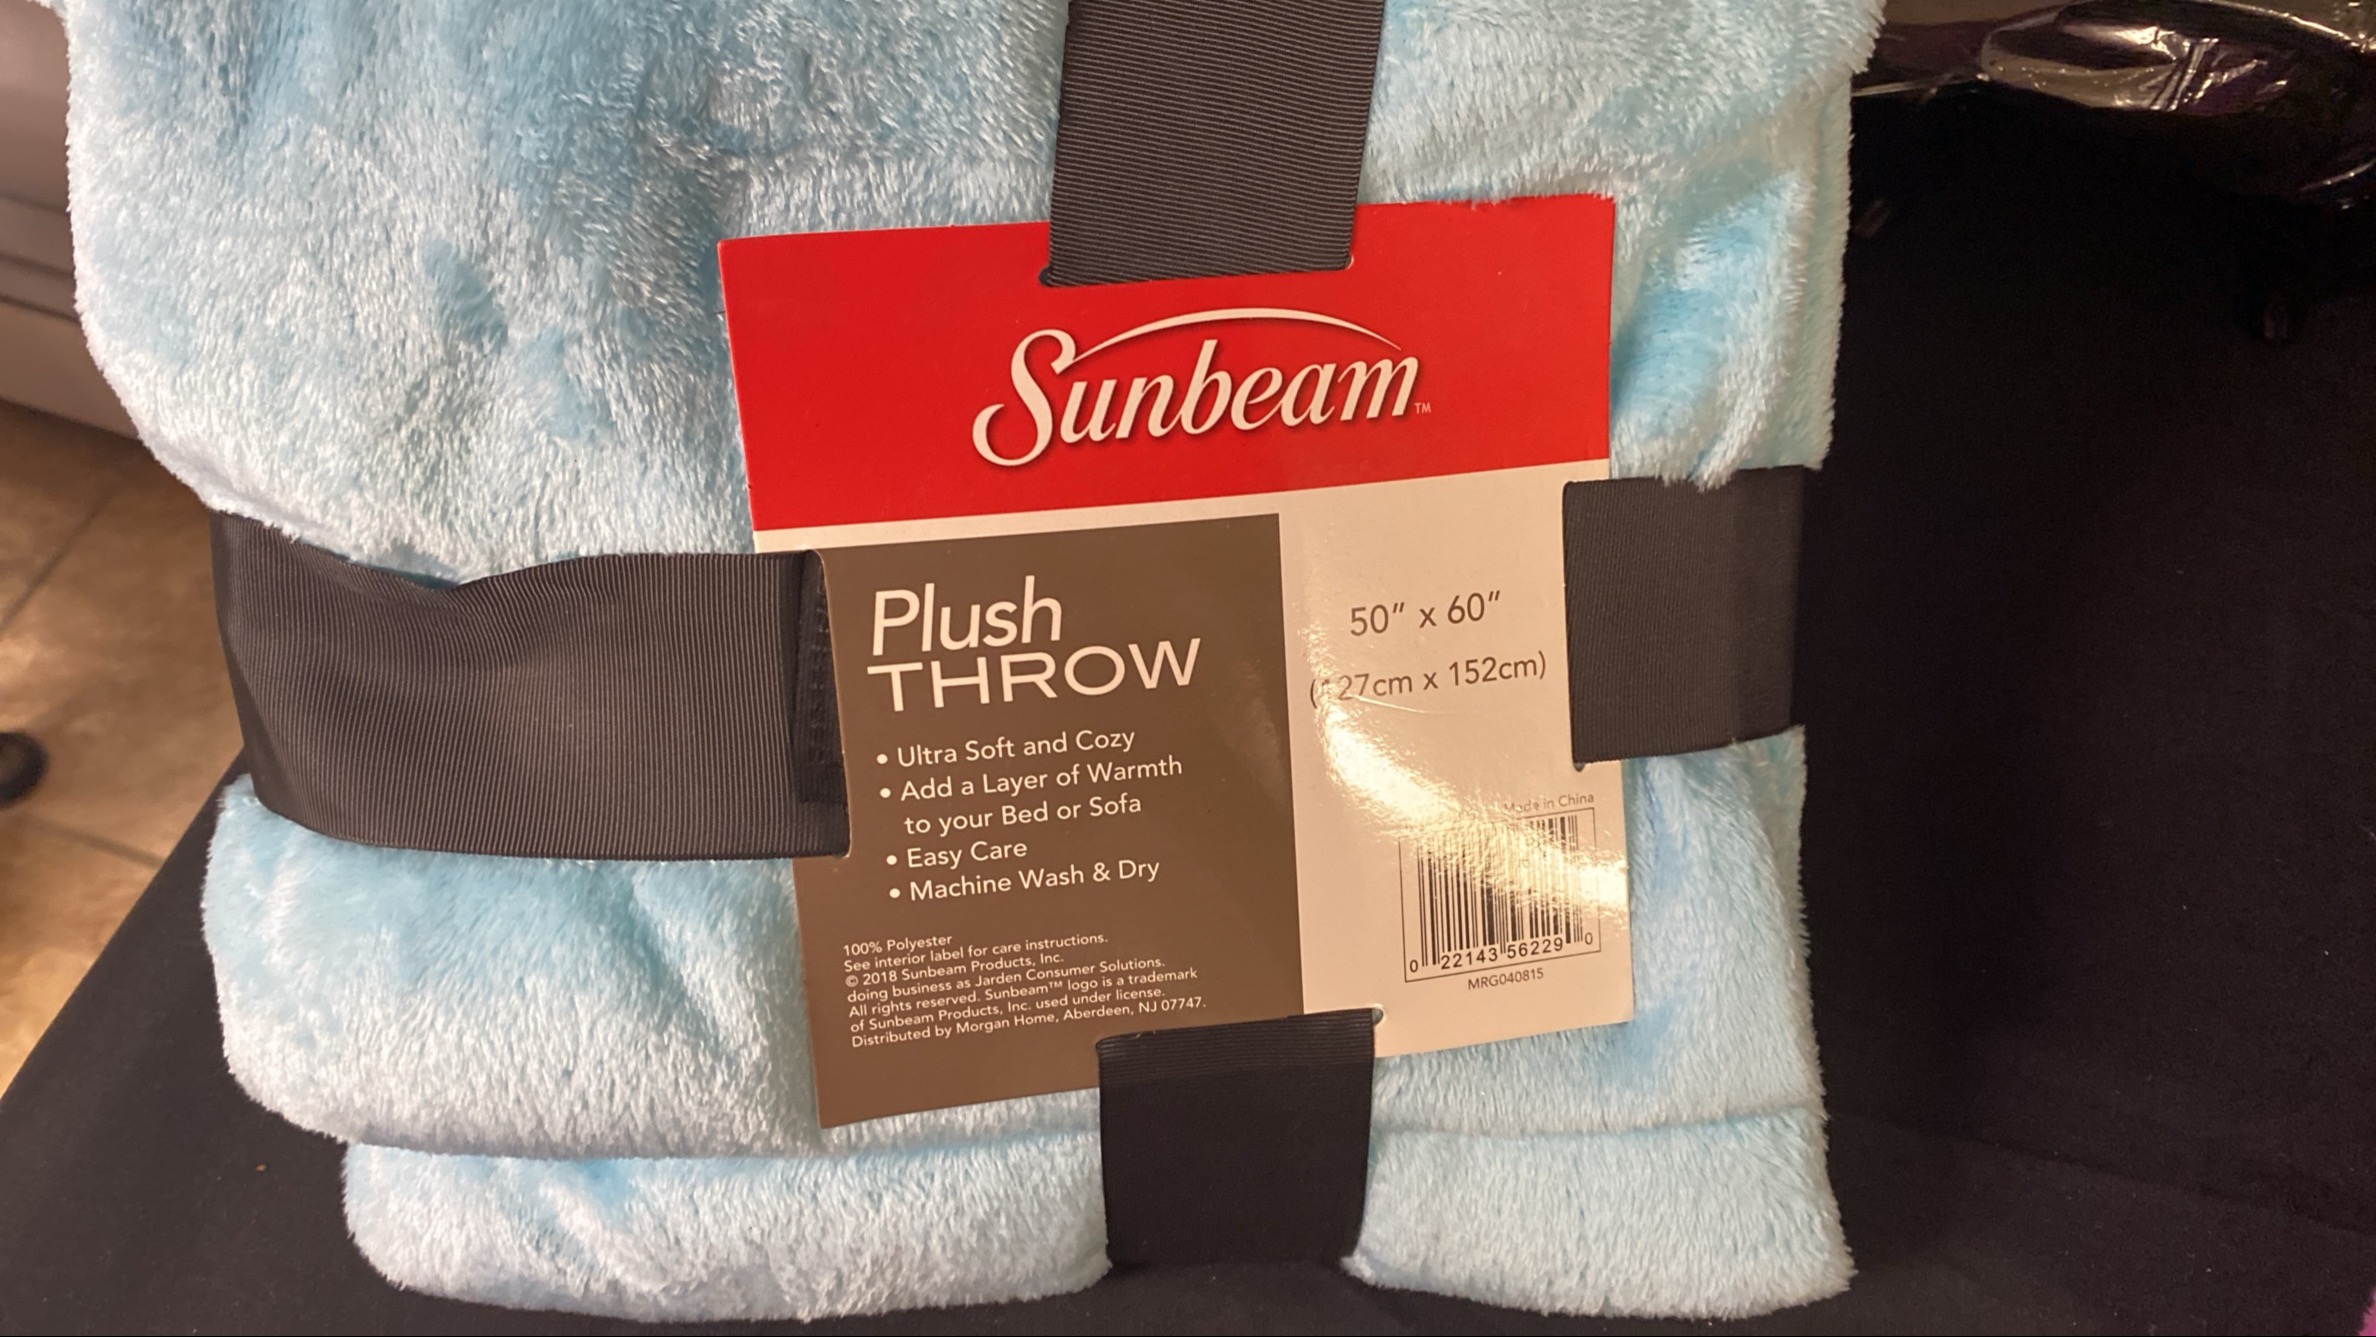 Sunbeam™
Plush
THROW
• Ultra Soft and Cozy
• Add a Layer of Warmth
to your Bed or Sofa
• Easy Care
• Machine Wash & Dry
100% Polyester
See interior label for care instructions.
© 2018 Sunbeam Products, Inc.
doing business as Jarden Consumer Solutions.
All rights reserved. Sunbeam™ logo is a trademark
of Sunbeam Products, Inc. used under license.
Distributed by Morgan Home, Aberdeen, NJ 07747.
50" x 60"
(127cm x 152cm)
Made in China
0 22143 56229 0
MRG040815